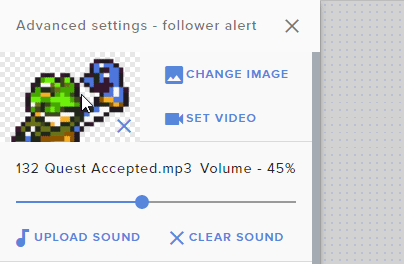 Advanced settings - follower alert
CHANGE IMAGE
SET VIDEO
132 Quest Accepted.mp3 Volume - 45%
UPLOAD SOUND CLEAR SOUND